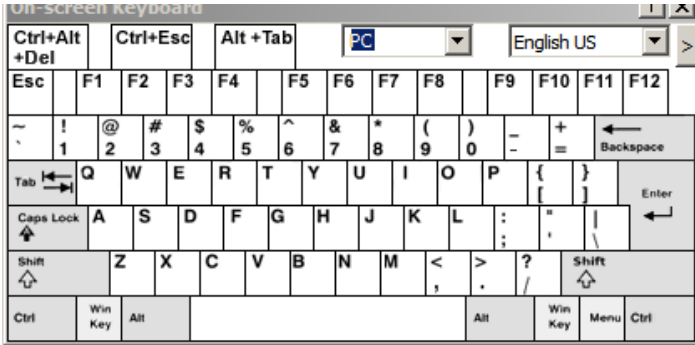 On-screen Keyboard
Ctrl+Alt +Del Ctrl+Esc Alt +Tab PC English US >
Esc F1 F2 F3 F4 F5 F6 F7 F8 F9 F10 F11 F12
~ ! @ # $ % ^ & * ( ) _ +
` 1 2 3 4 5 6 7 8 9 0 - = Backspace
Tab Q W E R T Y U I O P { }
[ ] Enter
Caps Lock A S D F G H J K L : " |
; ' \
Shift Z X C V B N M < > ? Shift
, . /
Ctrl Win Key Alt Alt Win Key Menu Ctrl